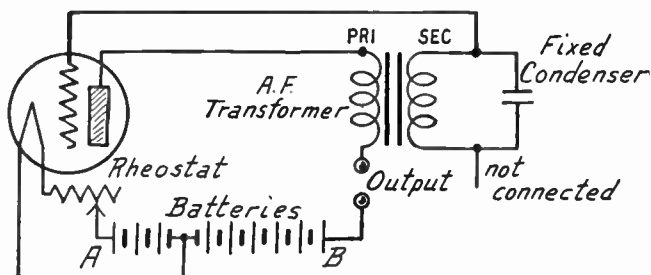 PRI SEC
Fixed
Condenser
A.F.
Transformer
Rheostat
Output
not
connected
Batteries
A
B